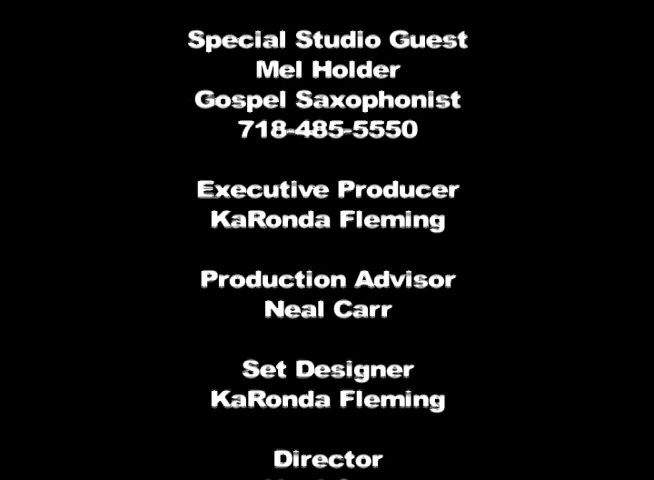 Special Studio Guest
Mel Holder
Gospel Saxophonist
718-485-5550
Executive Producer
KaRonda Fleming
Production Advisor
Neal Carr
Set Designer
KaRonda Fleming
Director